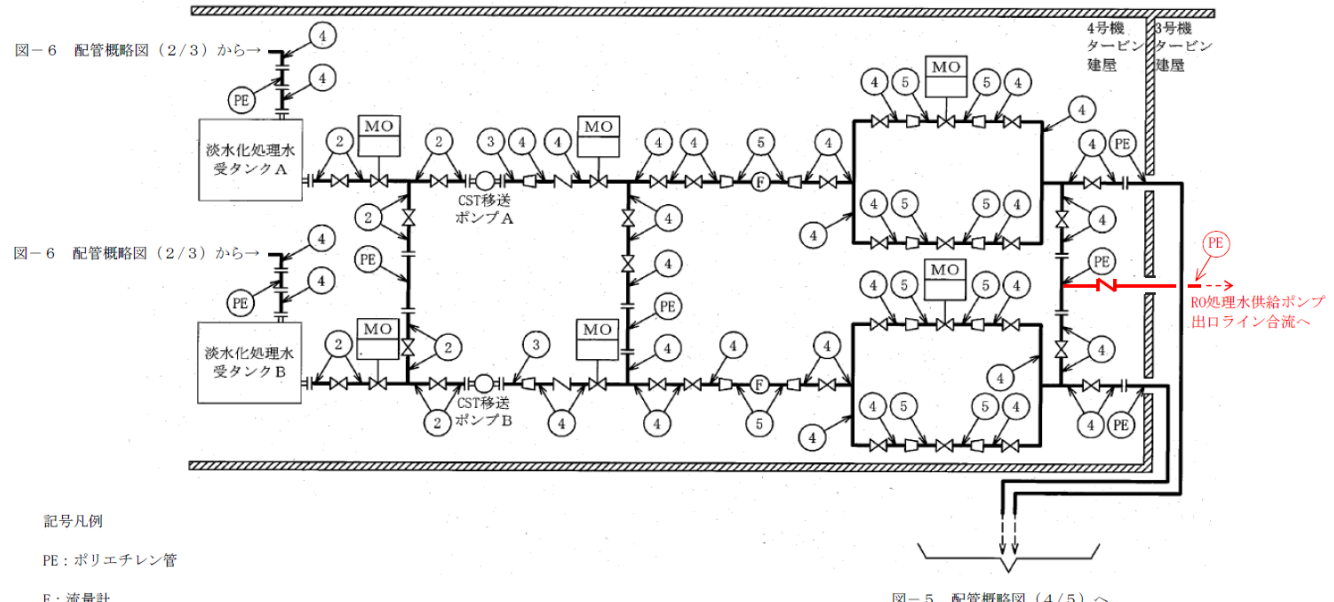 4号機
タービン
建屋
3号機
タービン
建屋
図-6 配管概略図(2/3)から→
4
4
PE
淡水化処理水
受タンクA
2
MO
2
3
4
4
MO
4
4
5
4
F
CST移送
ポンプA
4
5
MO
5
4
4
4
5
5
4
4
4
PE
2
PE
2
4
4
PE
4
4
PE
4
PE
RO処理水供給ポンプ
出口ライン合流へ
図-6 配管概略図(2/3)から→
4
4
PE
淡水化処理水
受タンクB
2
MO
2
3
MO
4
4
4
5
F
4
CST移送
ポンプB
4
5
MO
5
4
4
4
5
5
4
4
4
PE
記号凡例
PE:ポリエチレン管
F:流量計
図-5 配管概略図(4/5)へ